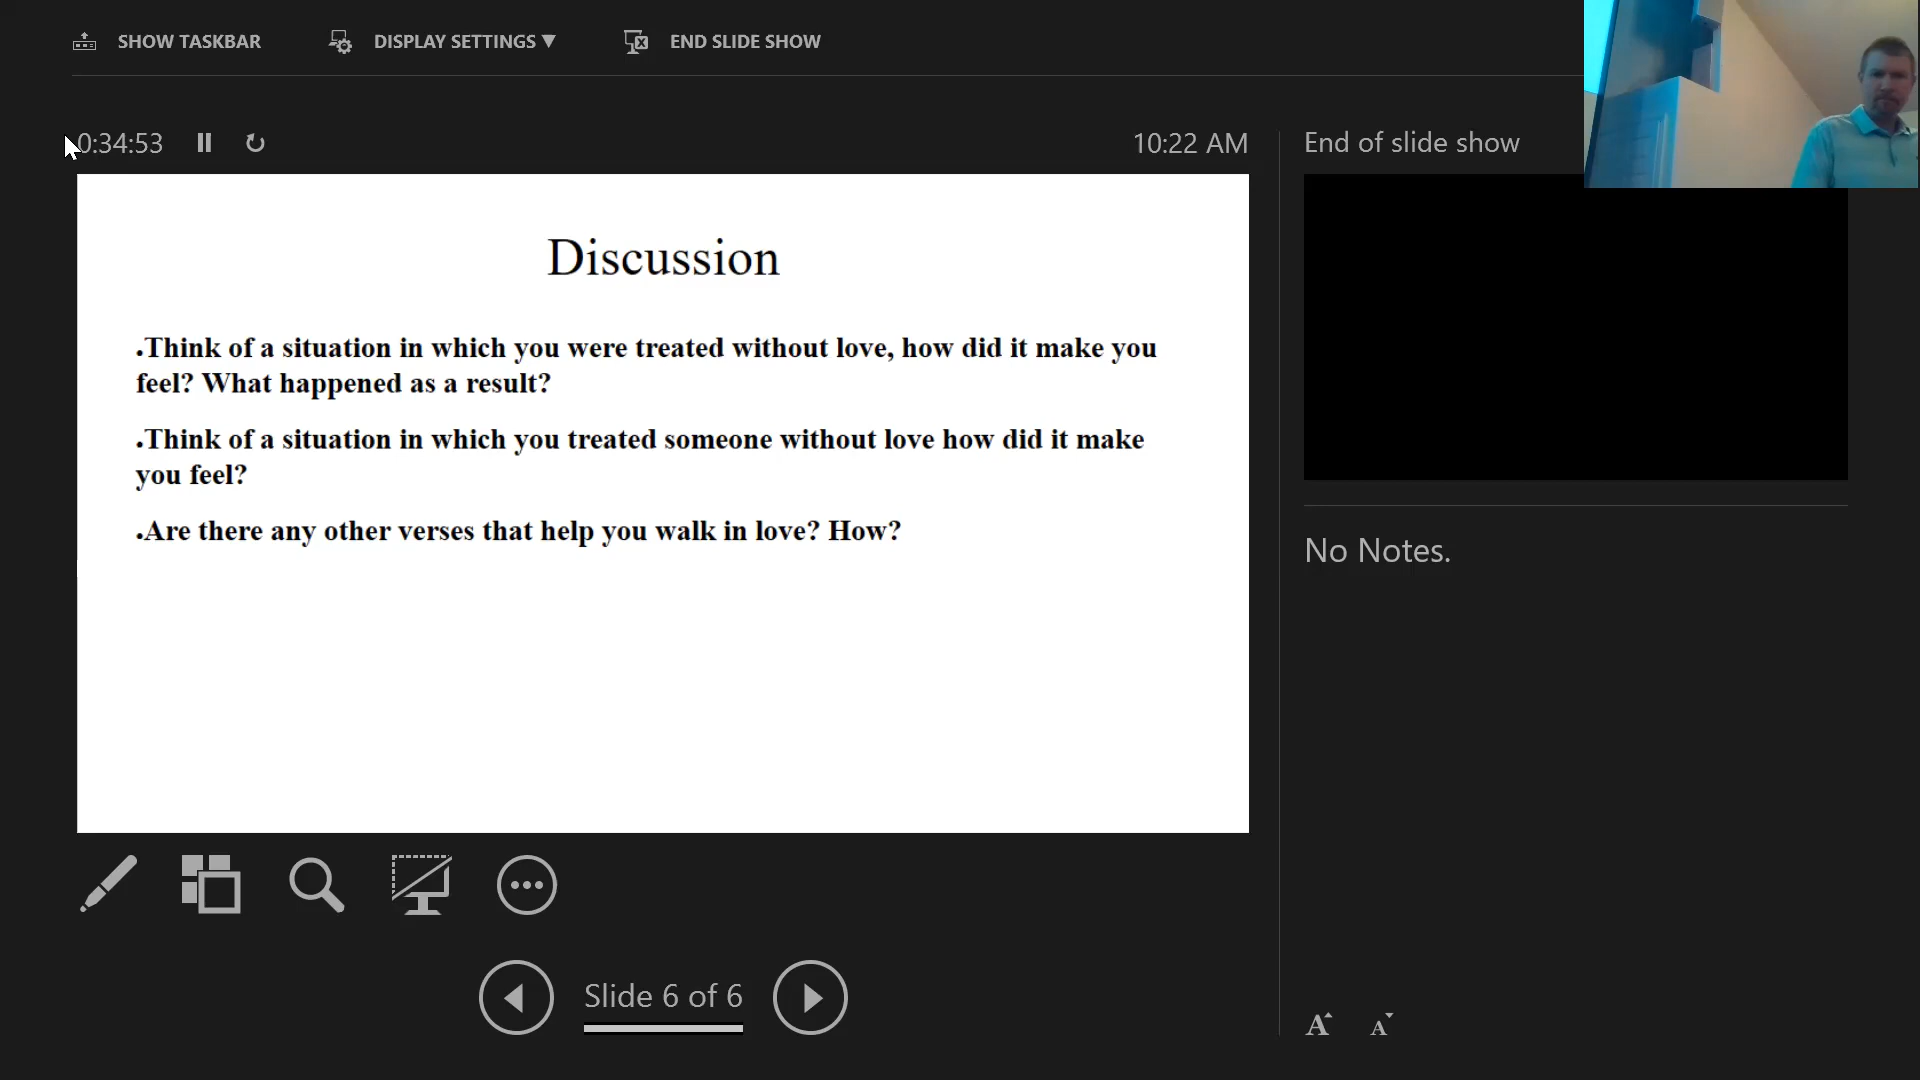 SHOW TASKBAR
DISPLAY SETTINGS ▼
END SLIDE SHOW
0:34:53
10:22 AM
Discussion
•Think of a situation in which you were treated without love, how did it make you
feel? What happened as a result?
•Think of a situation in which you treated someone without love how did it make
you feel?
•Are there any other verses that help you walk in love? How?
Slide 6 of 6
End of slide show
No Notes.
A
A